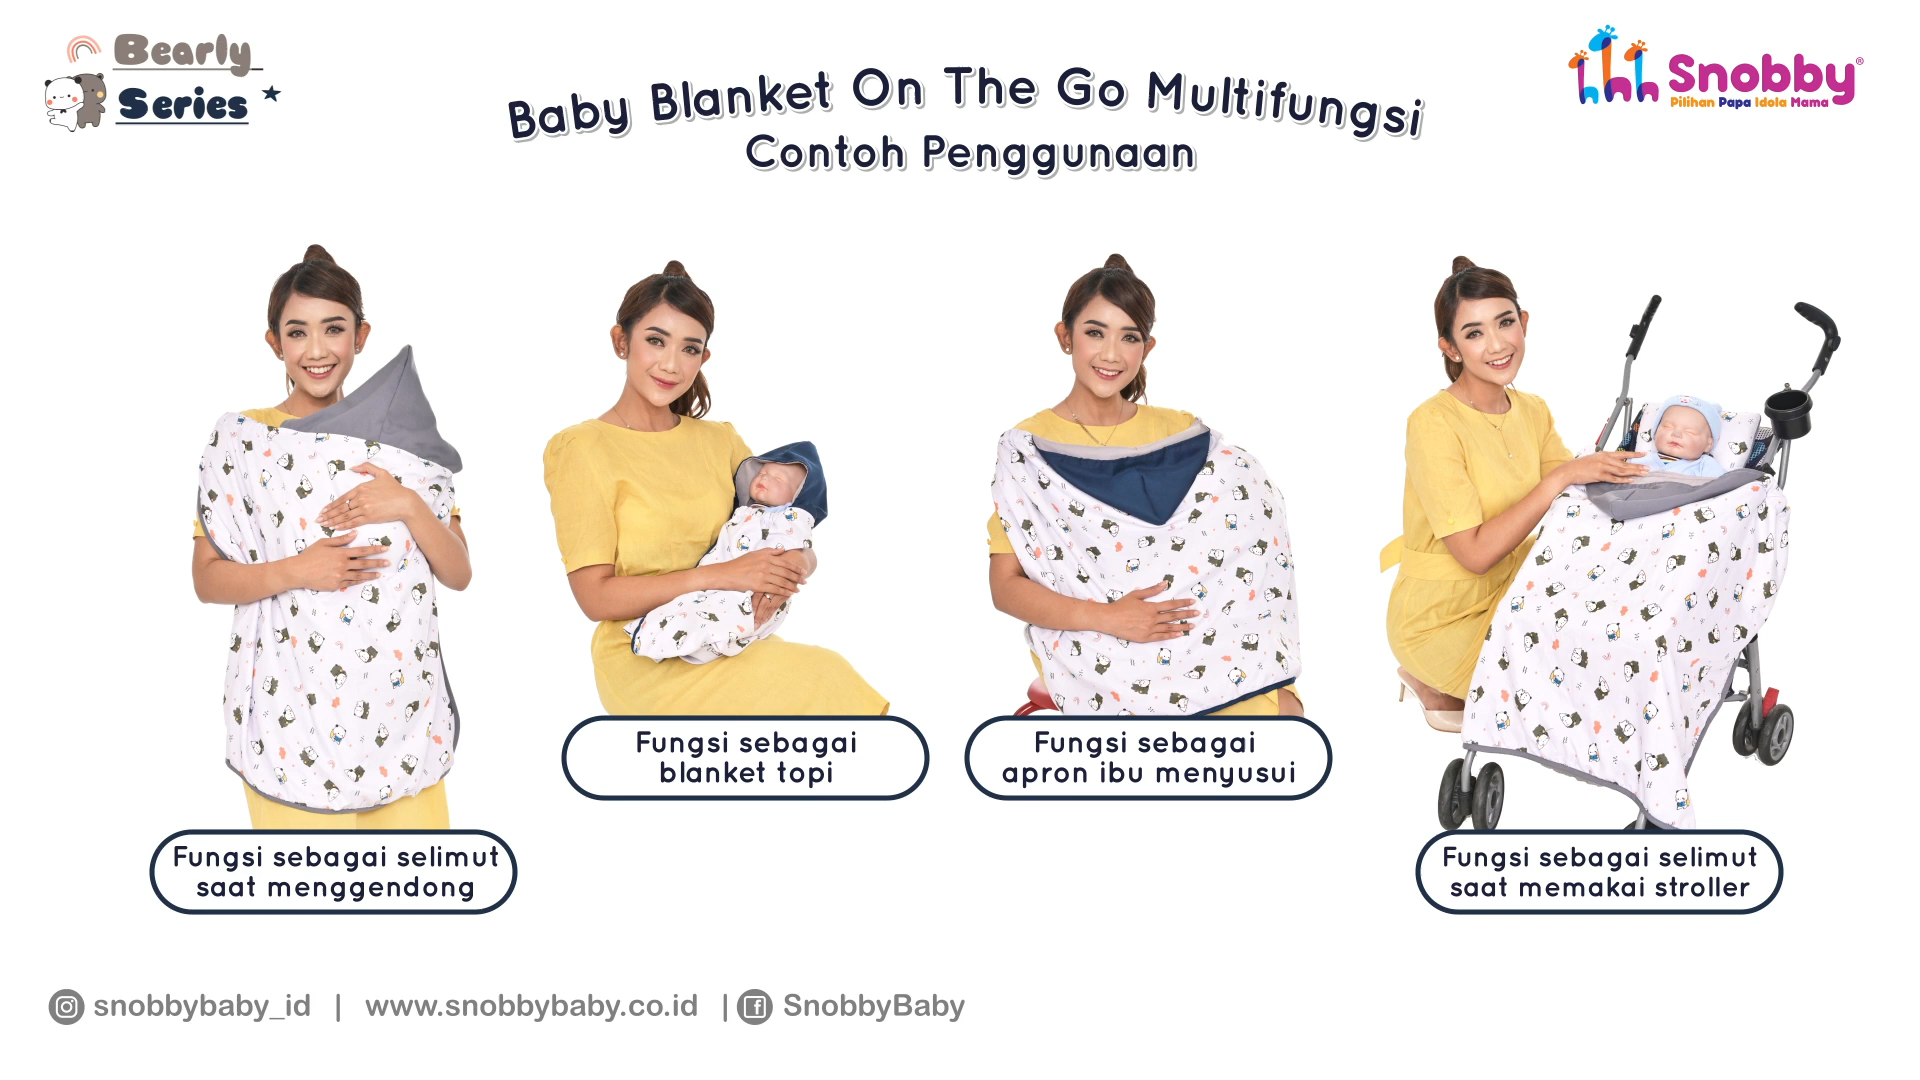 Bearly
Series
Baby Blanket On The Go Multifungsi
Contoh Penggunaan
Snobby®
Pilihan Papa Idola Mama
Fungsi sebagai selimut
saat menggendong
Fungsi sebagai
blanket topi
Fungsi sebagai
apron ibu menyusui
Fungsi sebagai selimut
saat memakai stroller
snobbybaby_id | www.snobbybaby.co.id | SnobbyBaby